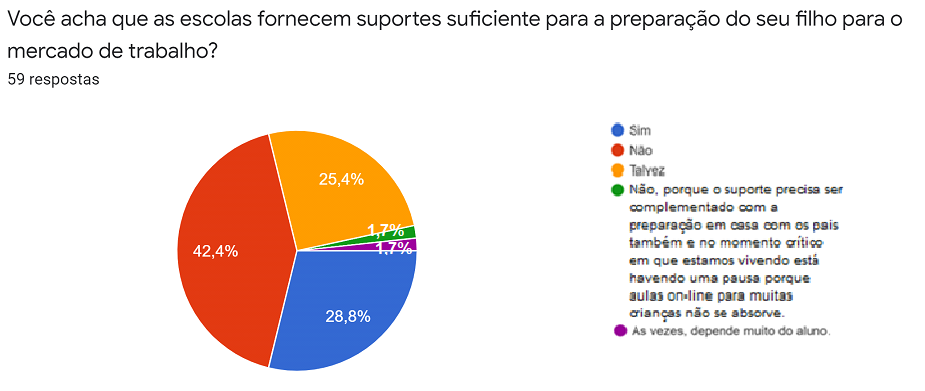 Você acha que as escolas fornecem suportes suficiente para a preparação do seu filho para o
mercado de trabalho?
59 respostas
25,4%
1,7%
1,7%
42,4%
28,8%
Sim
Não
Talvez
Não, porque o suporte precisa ser
complementado com a
preparação em casa com os pais
também e no momento crítico
em que estamos vivendo está
havendo uma pausa porque
aulas on-line para muitas
crianças não se absorve.
As vezes, depende muito do aluno.